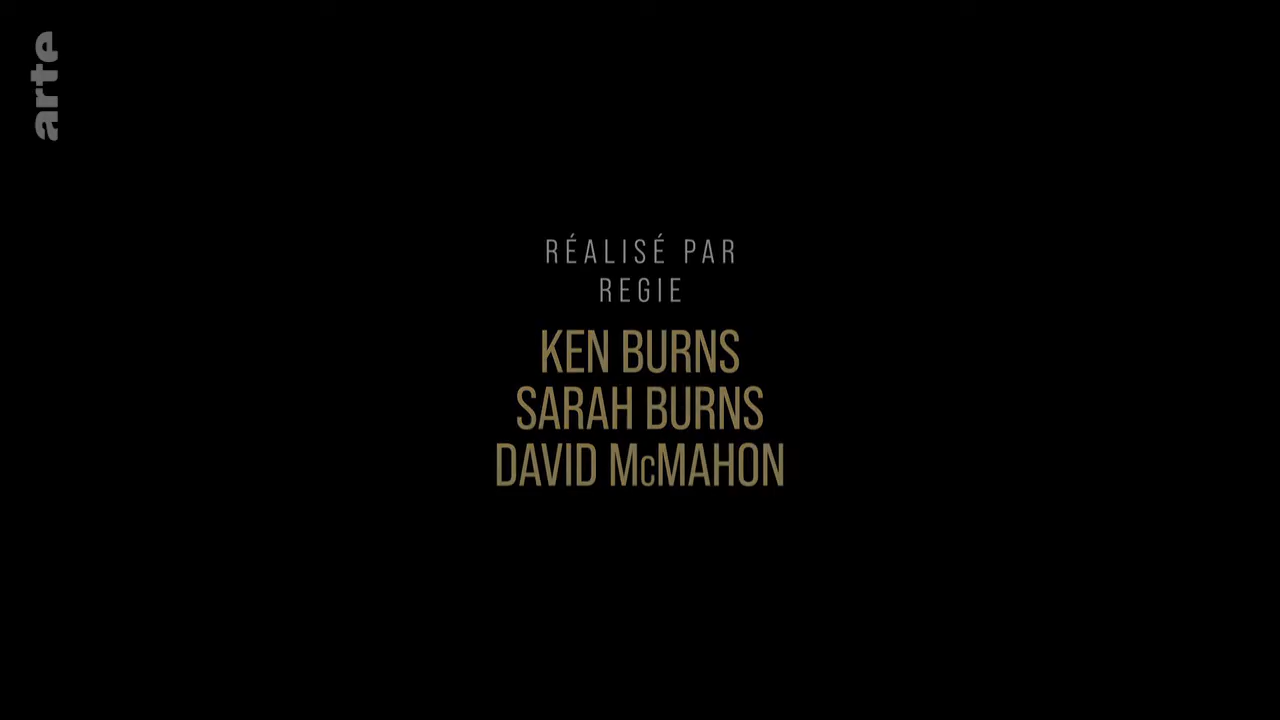 arte
RÉALISÉ PAR
REGIE
KEN BURNS
SARAH BURNS
DAVID McMAHON